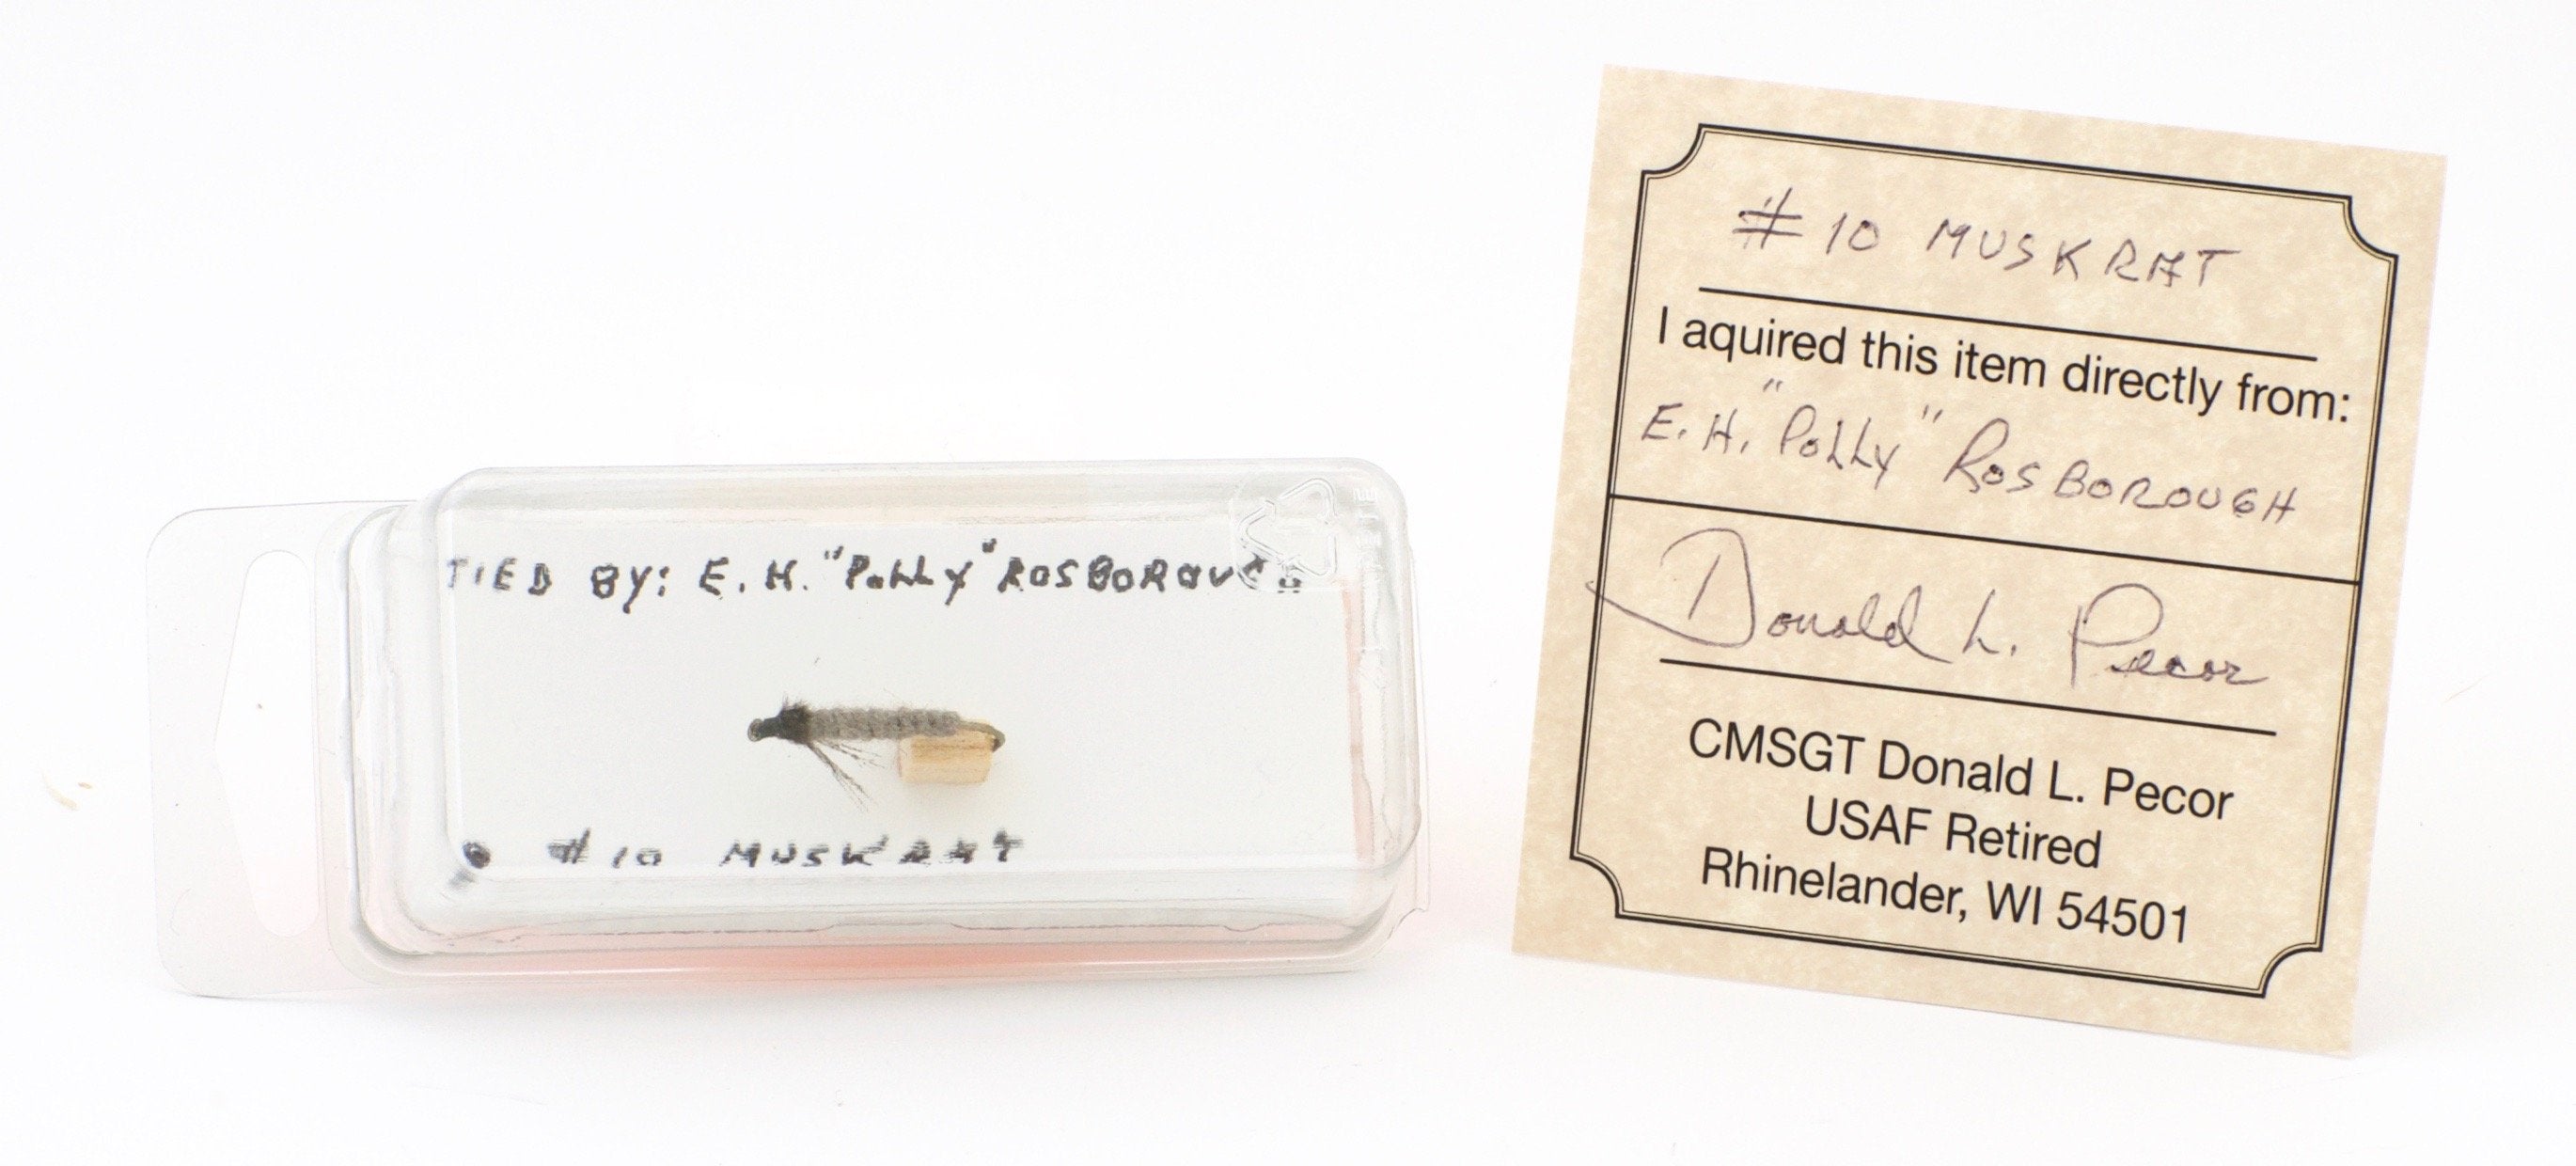 TIED BY: E. H. "Polly" ROSBOROUGH
#10 MUSKRAT
# 10 MUSKRAT
I aquired this item directly from:
E. H. "Polly" ROSBOROUGH
Donald L. Pecor
CMSGT Donald L. Pecor
USAF Retired
Rhinelander, WI 54501